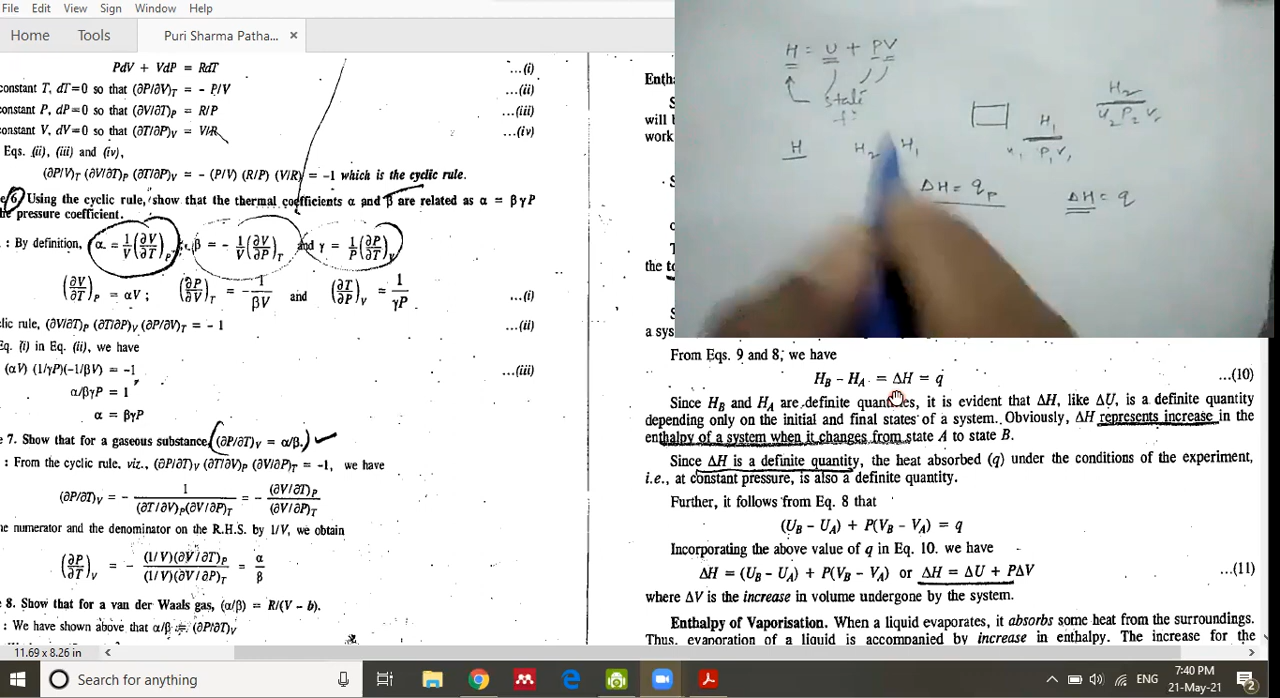 File Edit View Sign Window Help
Home Tools Puri Sharma Patha... ×
PdV + VdP = RdT ...(i)
constant T, dT=0 so that (∂P/∂V)T = - P/V ...(ii)
constant P, dP=0 so that (∂V/∂T)P = R/P ...(iii)
constant V, dV=0 so that (∂T/∂P)V = V/R ...(iv)
Eqs. (ii), (iii) and (iv),
(∂P/∂V)T (∂V/∂T)P (∂T/∂P)V = - (P/V) (R/P) (V/R) = -1 which is the cyclic rule.
e 6 Using the cyclic rule, show that the thermal coefficients α and β are related as α = βγP
the pressure coefficient.
: By definition, α = 1/V (∂V/∂T)P ; β = - 1/V (∂V/∂P)T and γ = 1/P (∂P/∂T)V
(∂V/∂T)P = αV ; (∂P/∂V)T = - 1/βV and (∂T/∂P)V = 1/γP ...(i)
lic rule, (∂V/∂T)P (∂T/∂P)V (∂P/∂V)T = - 1 ...(ii)
Eq. (i) in Eq. (ii), we have
(αV) (1/γP)(-1/βV) = -1 ...(iii)
α/βγP = 1
α = βγP
e 7. Show that for a gaseous substance (∂P/∂T)V = α/β.
: From the cyclic rule, viz., (∂P/∂T)V (∂T/∂V)P (∂V/∂P)T = -1, we have
(∂P/∂T)V = - 1/(∂T/∂V)P(∂V/∂P)T = - (∂V/∂T)P/(∂V/∂P)T
he numerator and the denominator on the R.H.S. by 1/V, we obtain
(∂P/∂T)V = - (1/V)(∂V/∂T)P/(1/V)(∂V/∂P)T = α/β
e 8. Show that for a van der Waals gas, (α/β) = R/(V - b).
: We have shown above that α/β = (∂P/∂T)V
Entha
will
work
the to
a sys
H = U + PV
state
f
H H2 H1
ΔH = qP ΔH = q
H1
u1 P1 V1
H2
U2 P2 V2
From Eqs. 9 and 8, we have
HB - HA = ΔH = q ...(10)
Since HB and HA are definite quantities, it is evident that ΔH, like ΔU, is a definite quantity
depending only on the initial and final states of a system. Obviously, ΔH represents increase in the
enthalpy of a system when it changes from state A to state B.
Since ΔH is a definite quantity, the heat absorbed (q) under the conditions of the experiment,
i.e., at constant pressure, is also a definite quantity.
Further, it follows from Eq. 8 that
(UB - UA) + P(VB - VA) = q
Incorporating the above value of q in Eq. 10. we have
ΔH = (UB - UA) + P(VB - VA) or ΔH = ΔU + PΔV ...(11)
where ΔV is the increase in volume undergone by the system.
Enthalpy of Vaporisation. When a liquid evaporates, it absorbs some heat from the surroundings.
Thus, evaporation of a liquid is accompanied by increase in enthalpy. The increase for the
11.69 x 8.26 in
Search for anything
ENG
7:40 PM
21-May-21
2